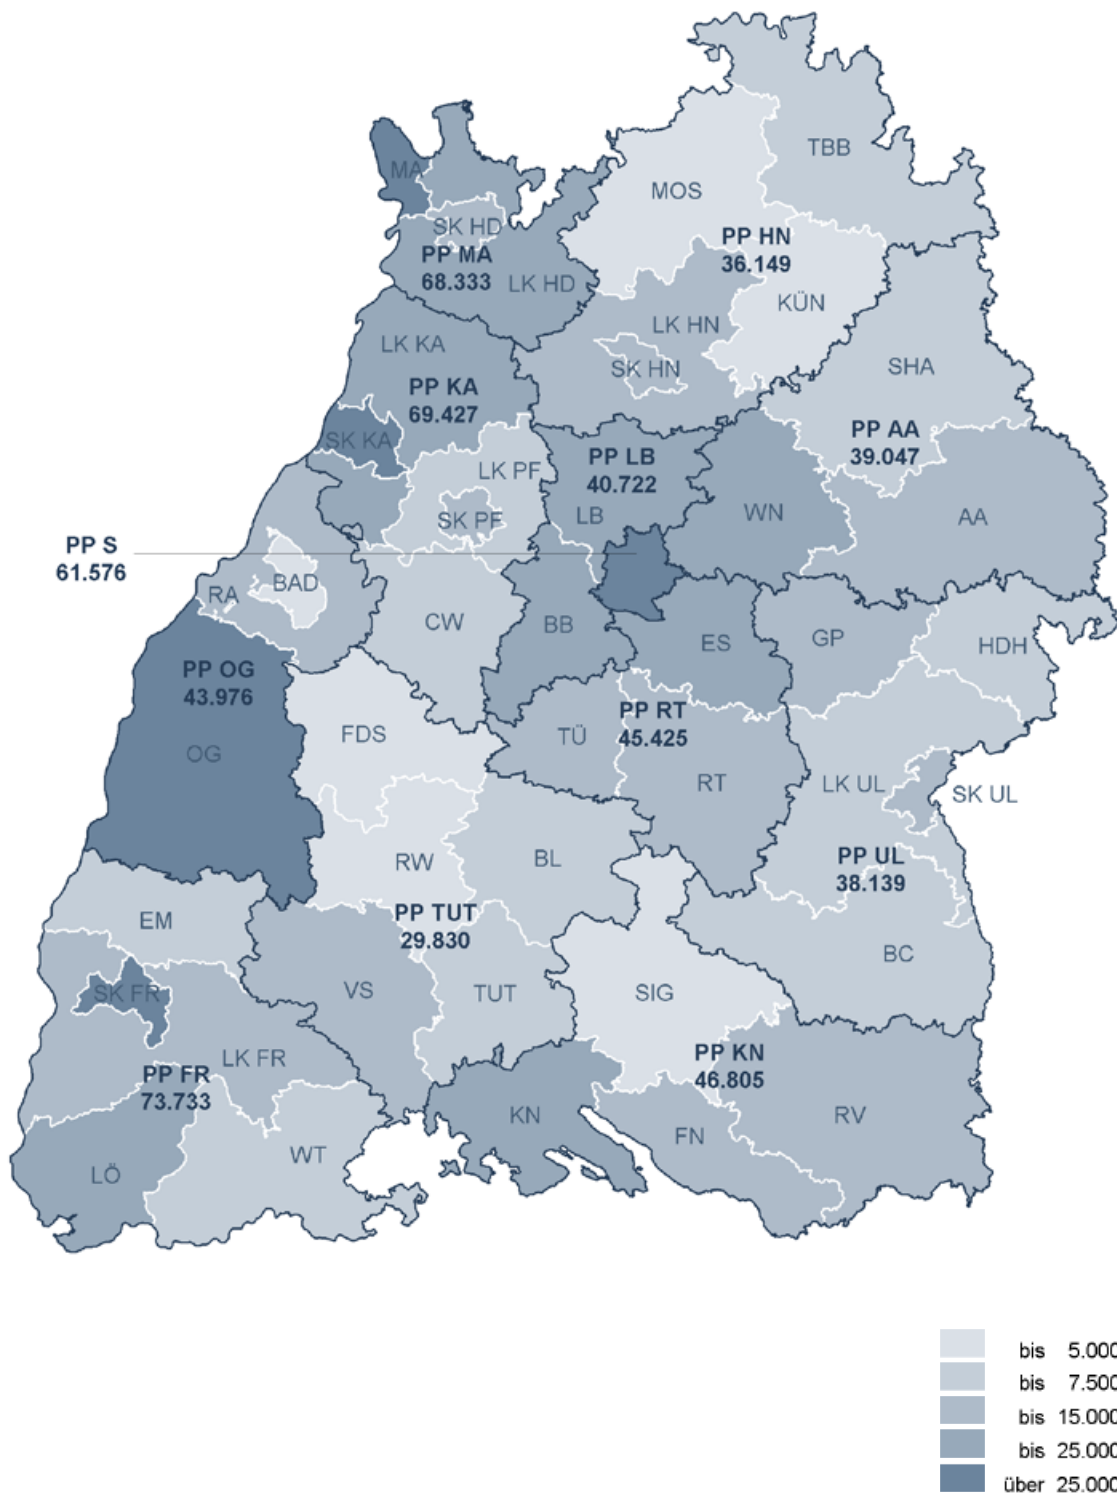 TBB
MA
MOS
SK HD
PP HN
36.149
PP MA
68.333
LK HD
KÜN
LK HN
LK KA
SHA
SK HN
PP KA
69.427
SK KA
PP AA
39.047
PP LB
40.722
LK PF
SK PF
LB
WN
AA
PP S
61.576
BAD
RA
CW
BB
ES
GP
HDH
PP OG
43.976
PP RT
45.425
FDS
TÜ
OG
RT
LK UL
SK UL
RW
BL
PP UL
38.139
EM
PP TUT
29.830
BC
SK FR
VS
TUT
SIG
LK FR
PP FR
73.733
PP KN
46.805
KN
RV
FN
WT
LÖ
bis 5.000
bis 7.500
bis 15.000
bis 25.000
über 25.000